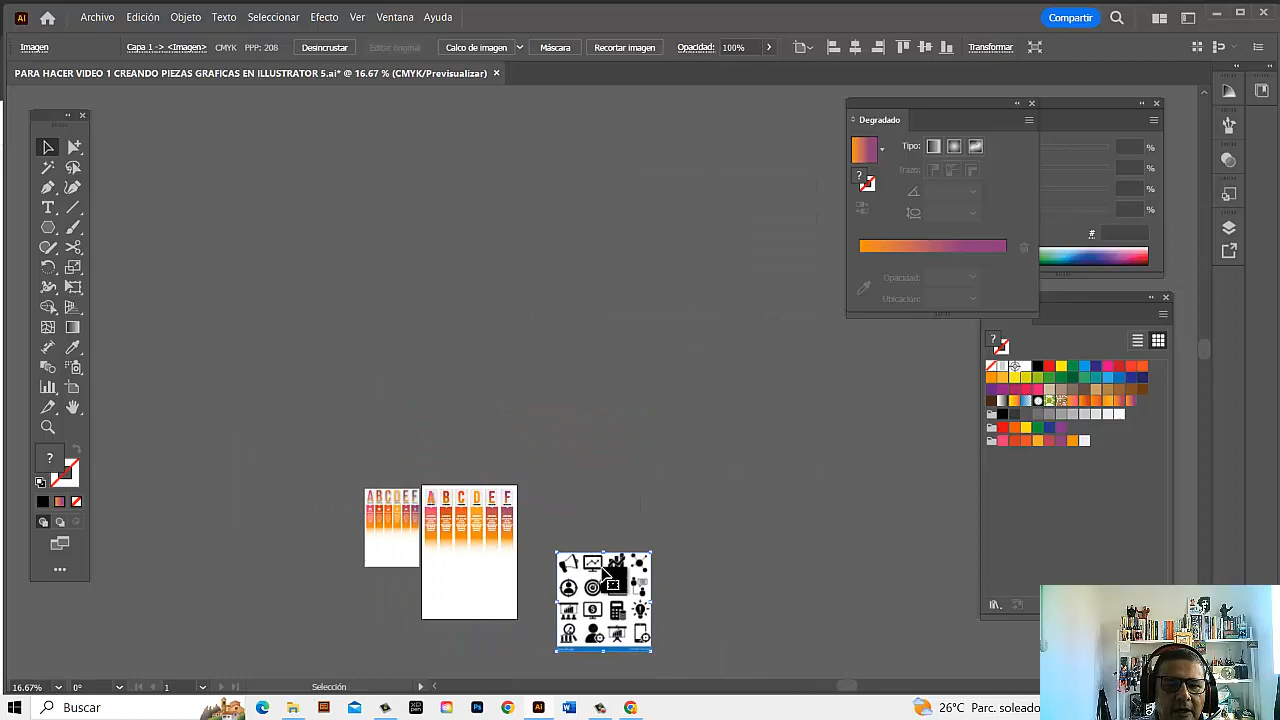 Ai Archivo Edición Objeto Texto Seleccionar Efecto Ver Ventana Ayuda Compartir
Imagen Capa 1 -> <Imagen> CMYK PPP: 208 Desincrustar Editar original Calco de imagen Máscara Recortar imagen Opacidad: 100% Transformar
PARA HACER VIDEO 1 CREANDO PIEZAS GRAFICAS EN ILLUSTRATOR 5.ai* @ 16.67 % (CMYK/Previsualizar)
Degradado
Tipo:
%
Trazo:
%
%
%
#
Opacidad:
Ubicación:
?
?
?
A B C D E F
A B C D E F
16.67% 0° 1 Selección
Buscar Ps Ai W 26°C Parc. soleado